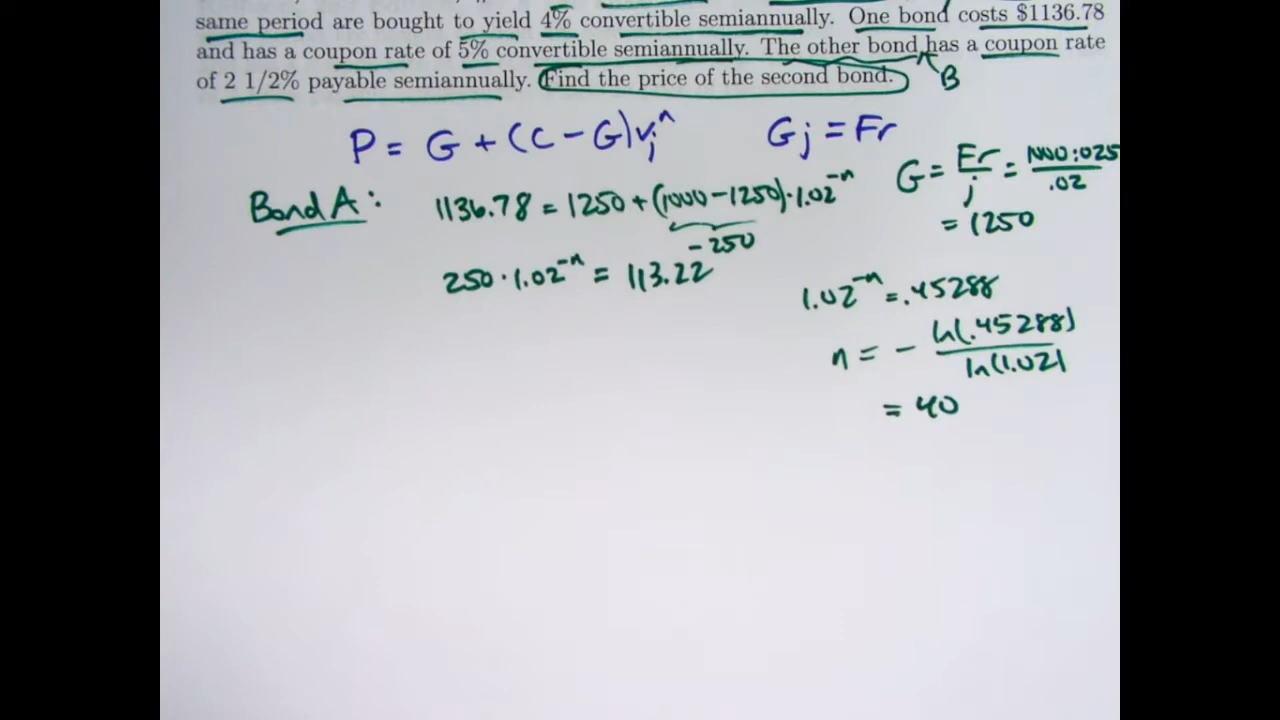 same period are bought to yield 4% convertible semiannually. One bond costs $1136.78
and has a coupon rate of 5% convertible semiannually. The other bond has a coupon rate
of 2 1/2% payable semiannually. Find the price of the second bond. B
P = G + (C - G)v_j^n    Gj = Fr
G = Fr/j = 1000·.025/.02
= 1250
Bond A: 1136.78 = 1250 + (1000 - 1250)·1.02^-n
-250
250·1.02^-n = 113.22
1.02^-n = .45288
n = - ln(.45288)/ln(1.02)
= 40